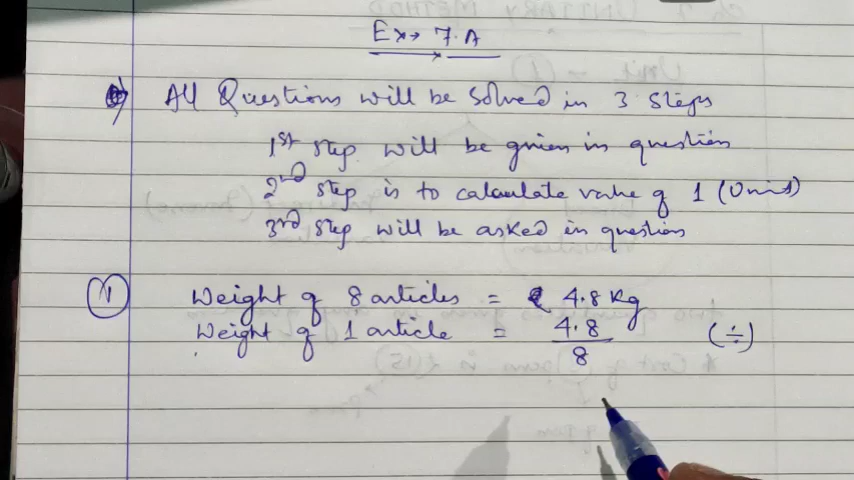 Ex→ 7.A
All Questions will be solved in 3 steps
1st step will be given in question
2nd step is to calculate value of 1 (Unit)
3rd step will be asked in question
1 Weight of 8 articles = 4.8 Kg
Weight of 1 article = 4.8 (÷)
8